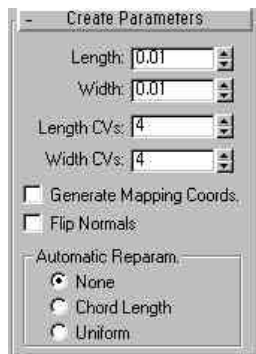 - Create Parameters
Length: 0.01
Width: 0.01
Length CVs: 4
Width CVs: 4
Generate Mapping Coords.
Flip Normals
Automatic Reparam.
None
Chord Length
Uniform